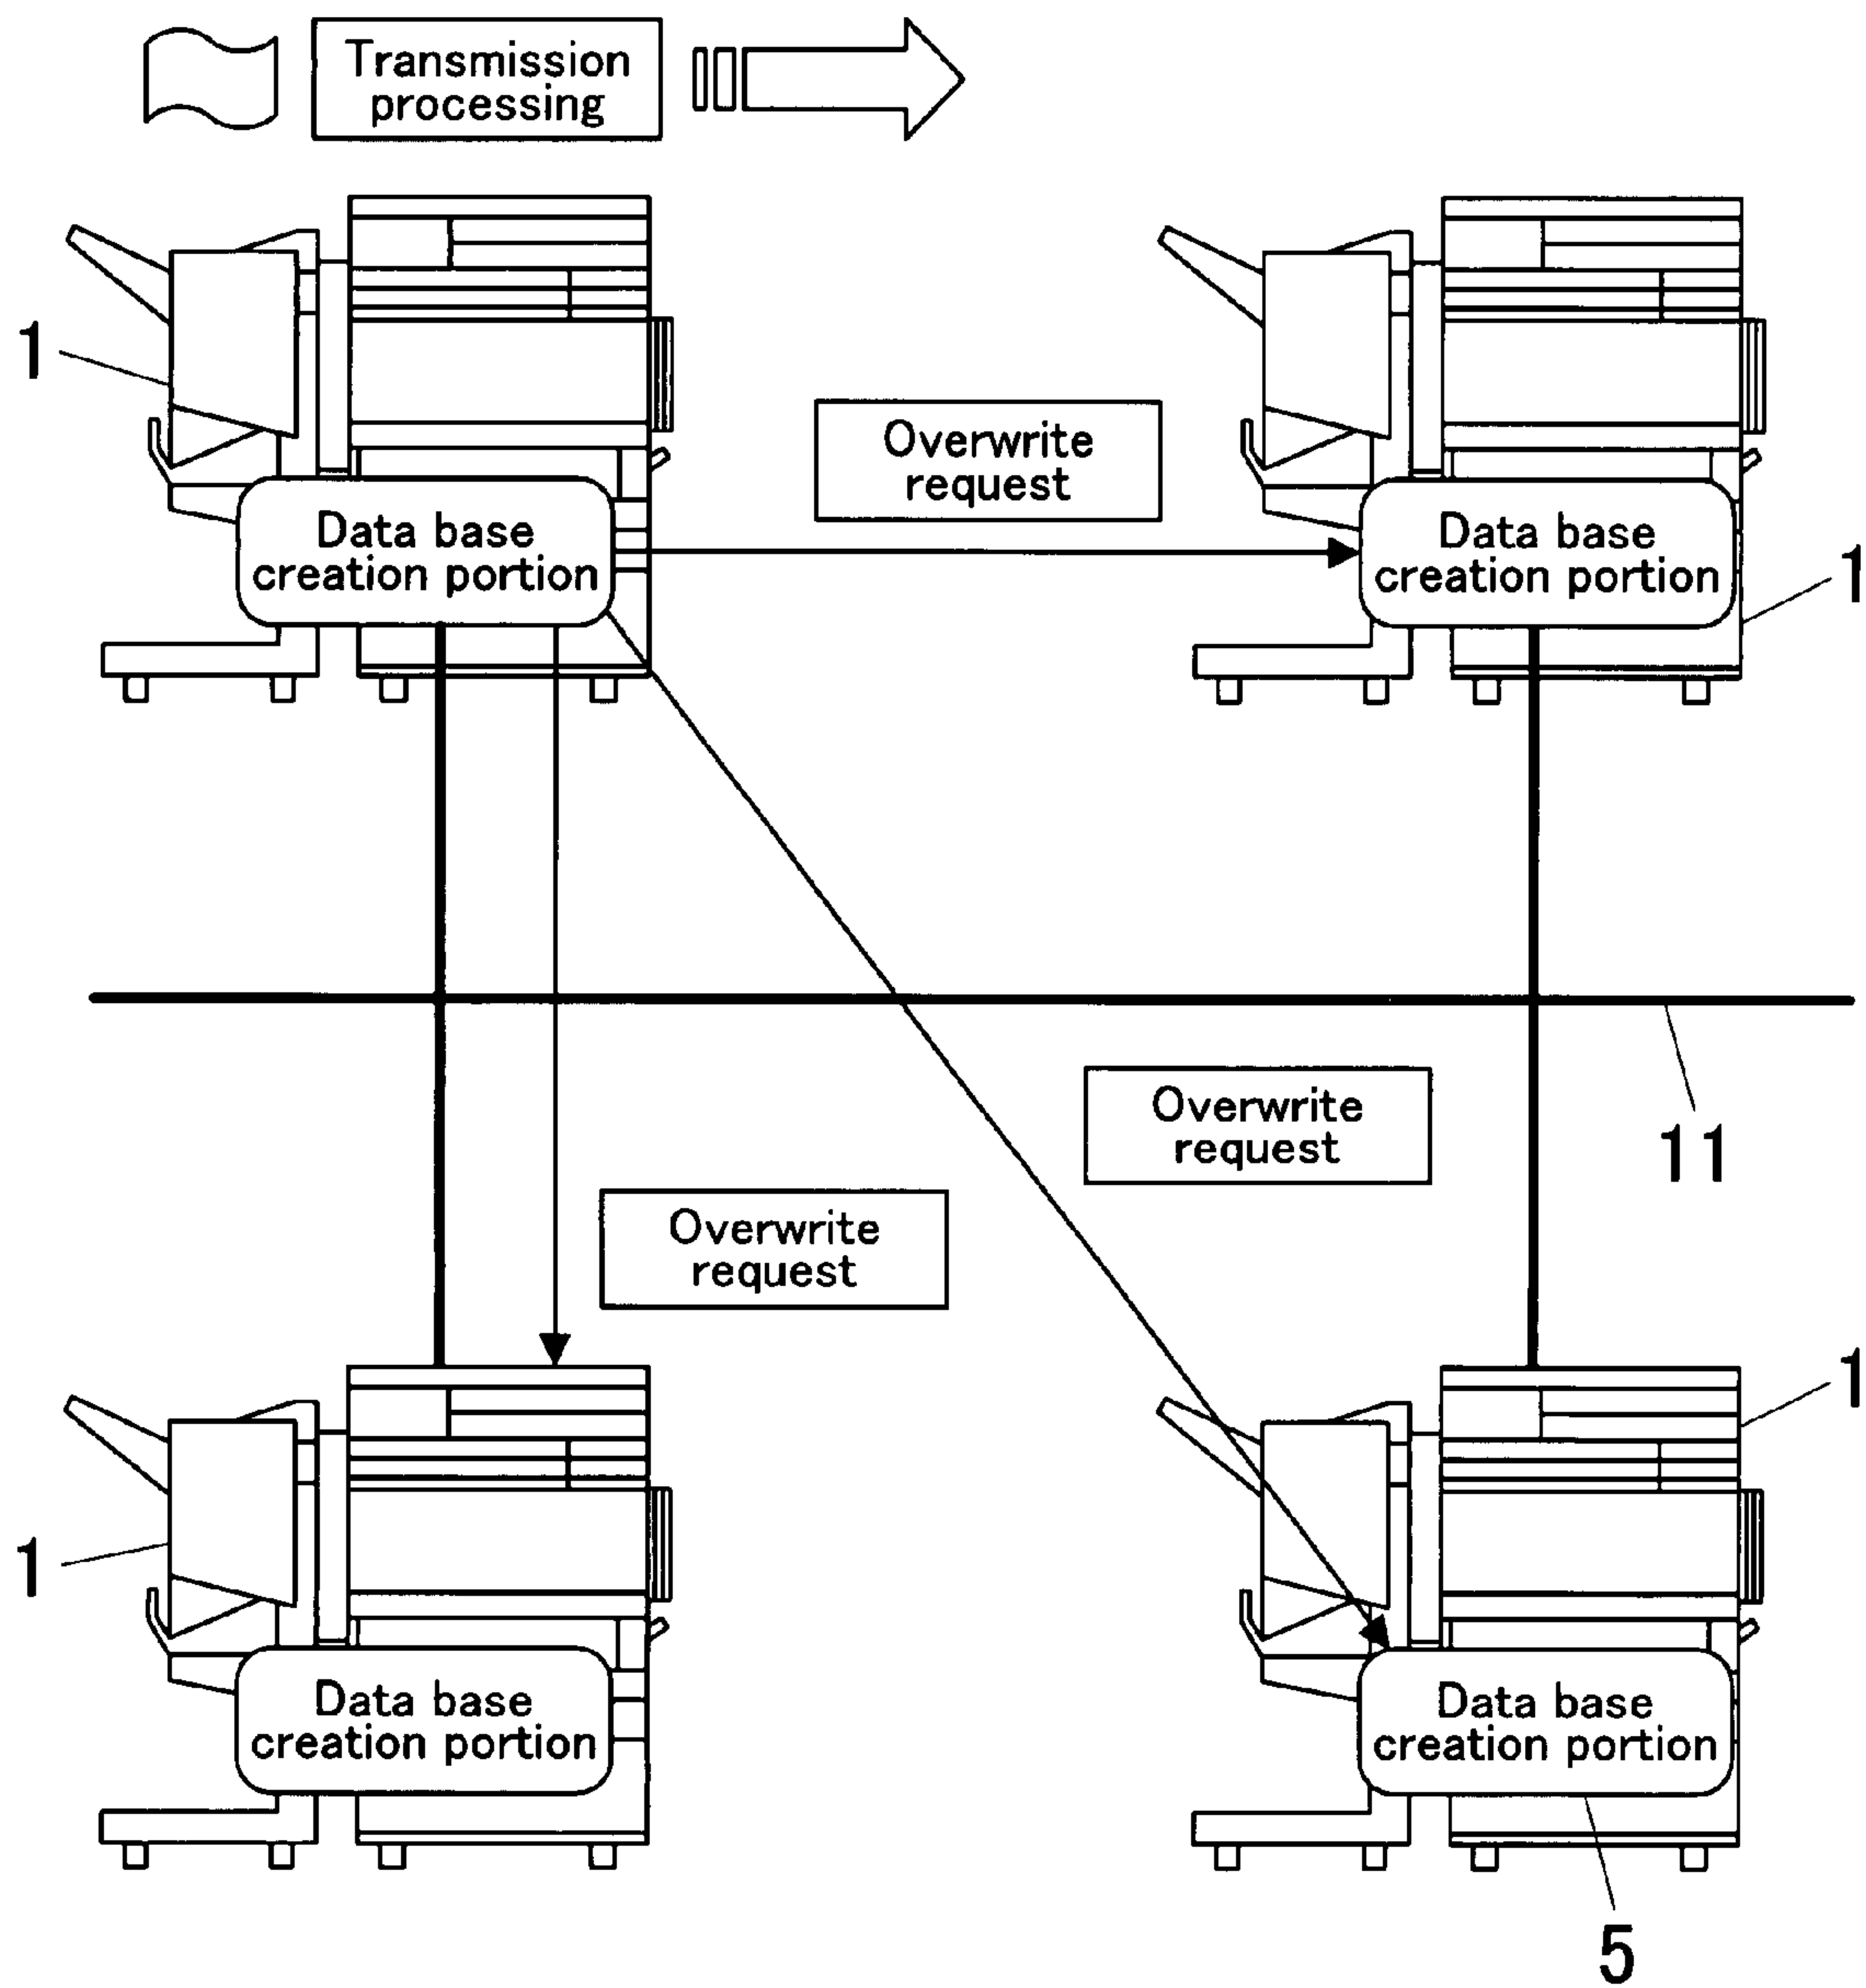 Transmission
processing
1
Overwrite
request
Data base
creation portion
Data base
creation portion
1
Overwrite
request
11
Overwrite
request
1
1
Data base
creation portion
Data base
creation portion
5